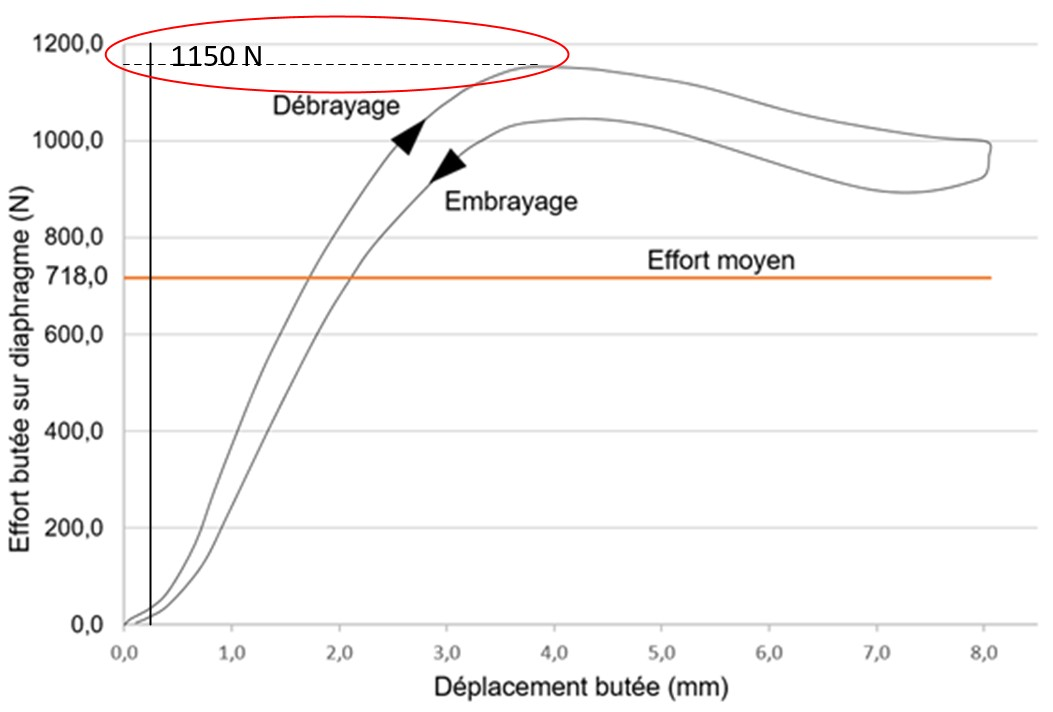 1200,0
1150 N
Débrayage
1000,0
Embrayage
800,0
718,0
Effort moyen
600,0
400,0
200,0
0,0
0,0 1,0 2,0 3,0 4,0 5,0 6,0 7,0 8,0
Déplacement butée (mm)
Effort butée sur diaphragme (N)